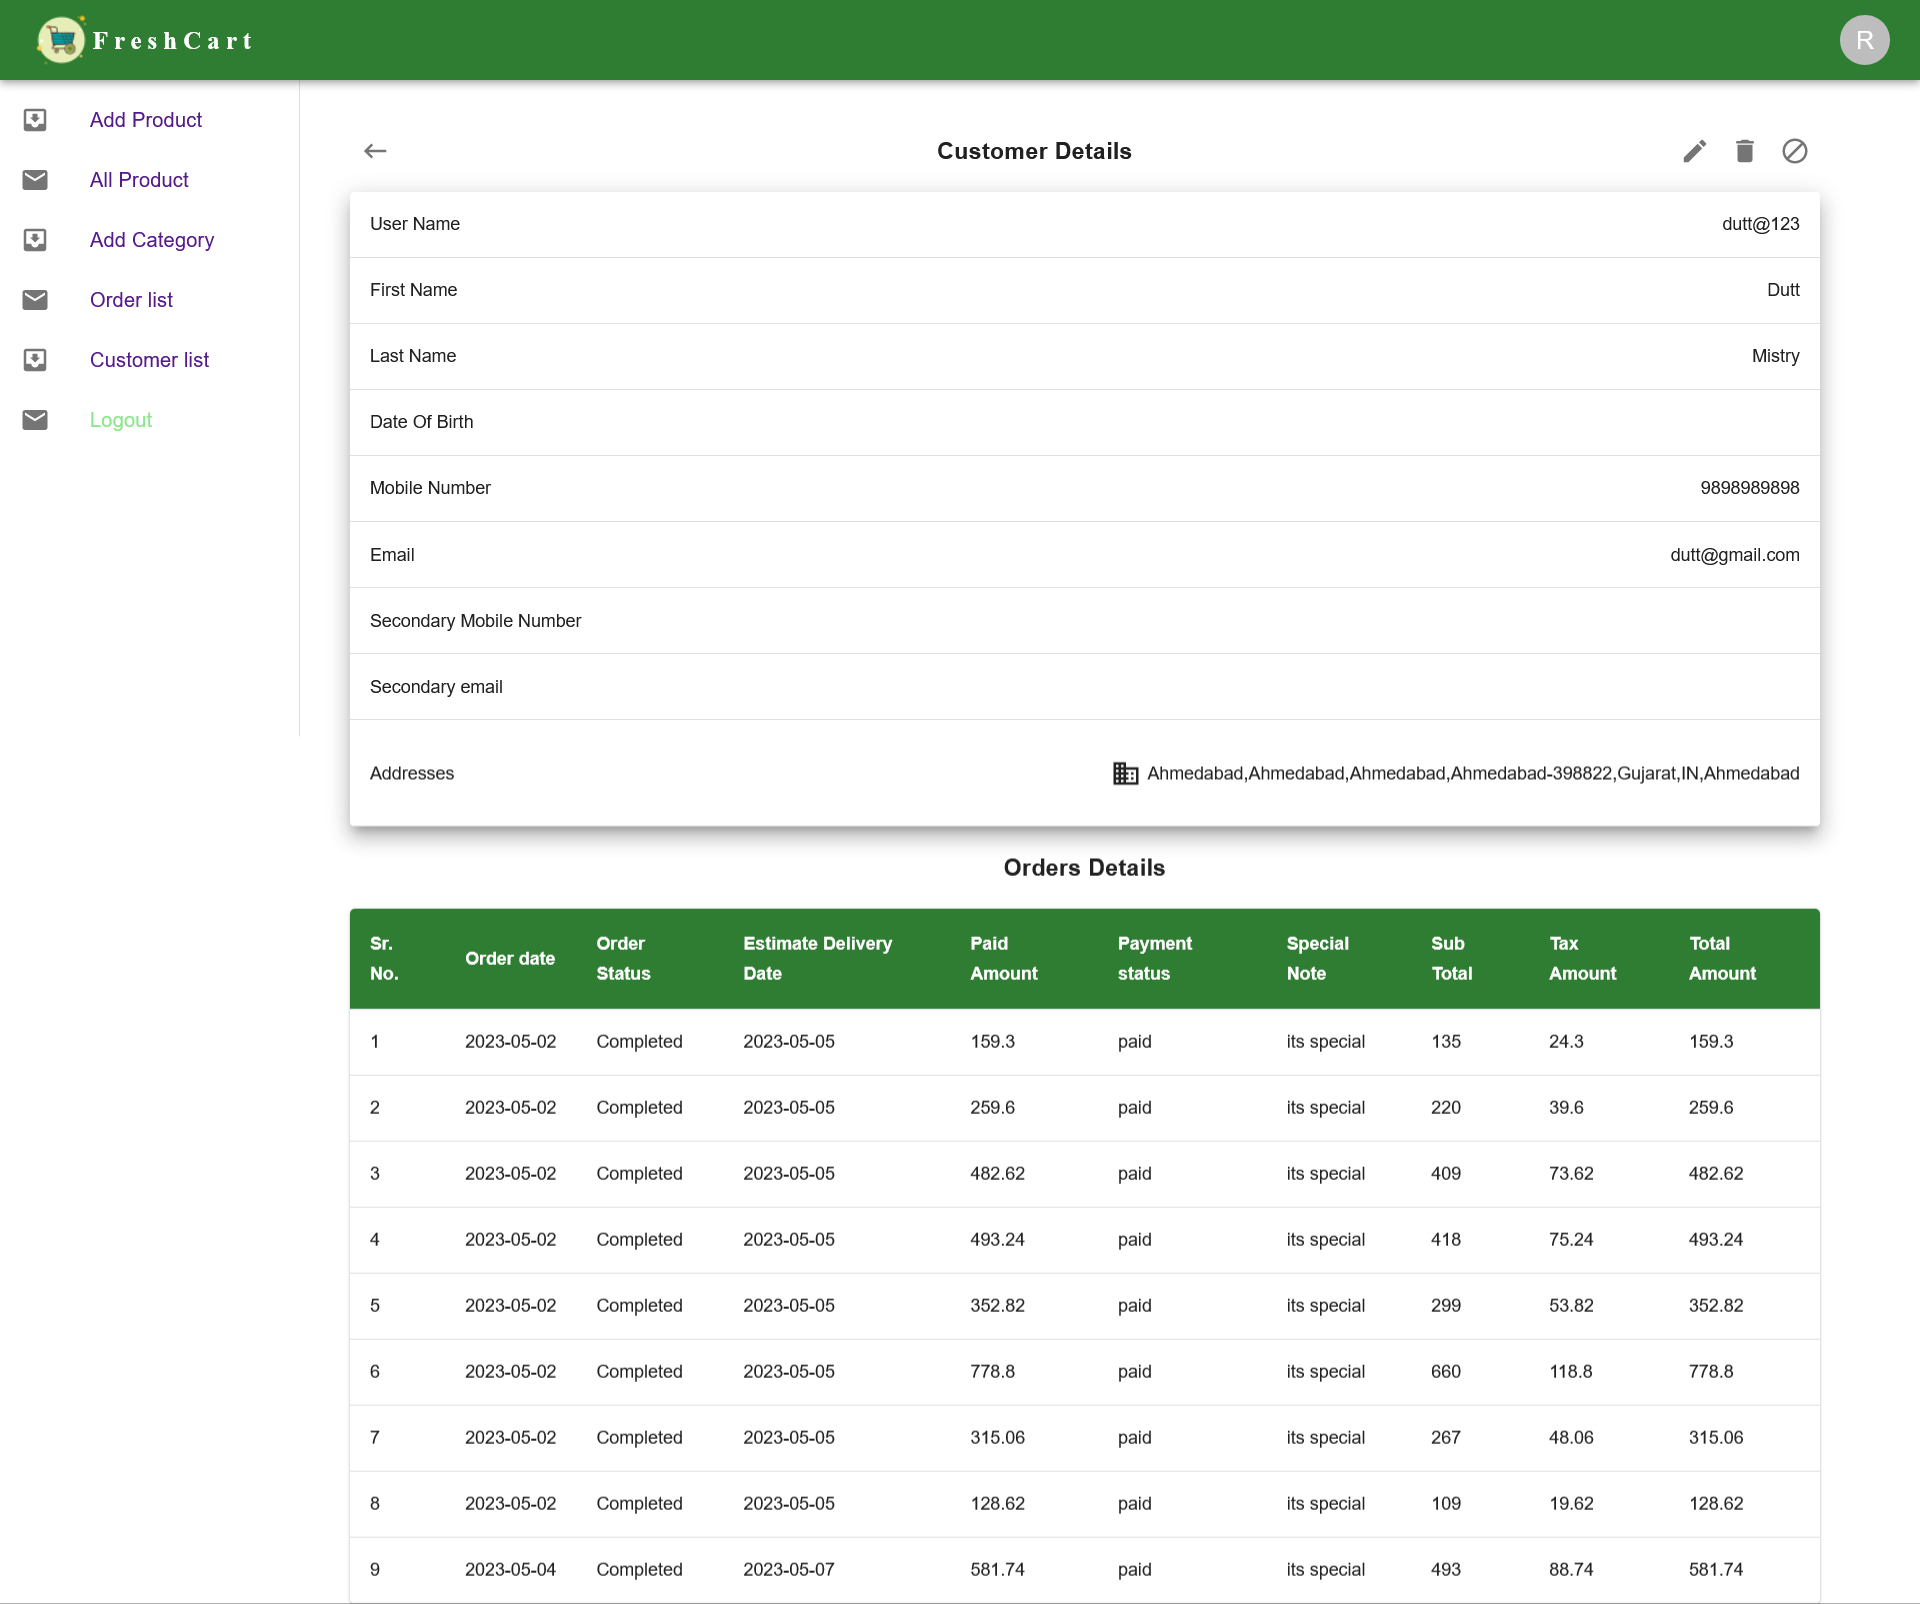 FreshCart
R
Add Product
All Product
Add Category
Order list
Customer list
Logout
Customer Details
User Name dutt@123
First Name Dutt
Last Name Mistry
Date Of Birth
Mobile Number 9898989898
Email dutt@gmail.com
Secondary Mobile Number
Secondary email
Addresses Ahmedabad,Ahmedabad,Ahmedabad,Ahmedabad-398822,Gujarat,IN,Ahmedabad
Orders Details
Sr. No. Order date Order Status Estimate Delivery Date Paid Amount Payment status Special Note Sub Total Tax Amount Total Amount
1 2023-05-02 Completed 2023-05-05 159.3 paid its special 135 24.3 159.3
2 2023-05-02 Completed 2023-05-05 259.6 paid its special 220 39.6 259.6
3 2023-05-02 Completed 2023-05-05 482.62 paid its special 409 73.62 482.62
4 2023-05-02 Completed 2023-05-05 493.24 paid its special 418 75.24 493.24
5 2023-05-02 Completed 2023-05-05 352.82 paid its special 299 53.82 352.82
6 2023-05-02 Completed 2023-05-05 778.8 paid its special 660 118.8 778.8
7 2023-05-02 Completed 2023-05-05 315.06 paid its special 267 48.06 315.06
8 2023-05-02 Completed 2023-05-05 128.62 paid its special 109 19.62 128.62
9 2023-05-04 Completed 2023-05-07 581.74 paid its special 493 88.74 581.74